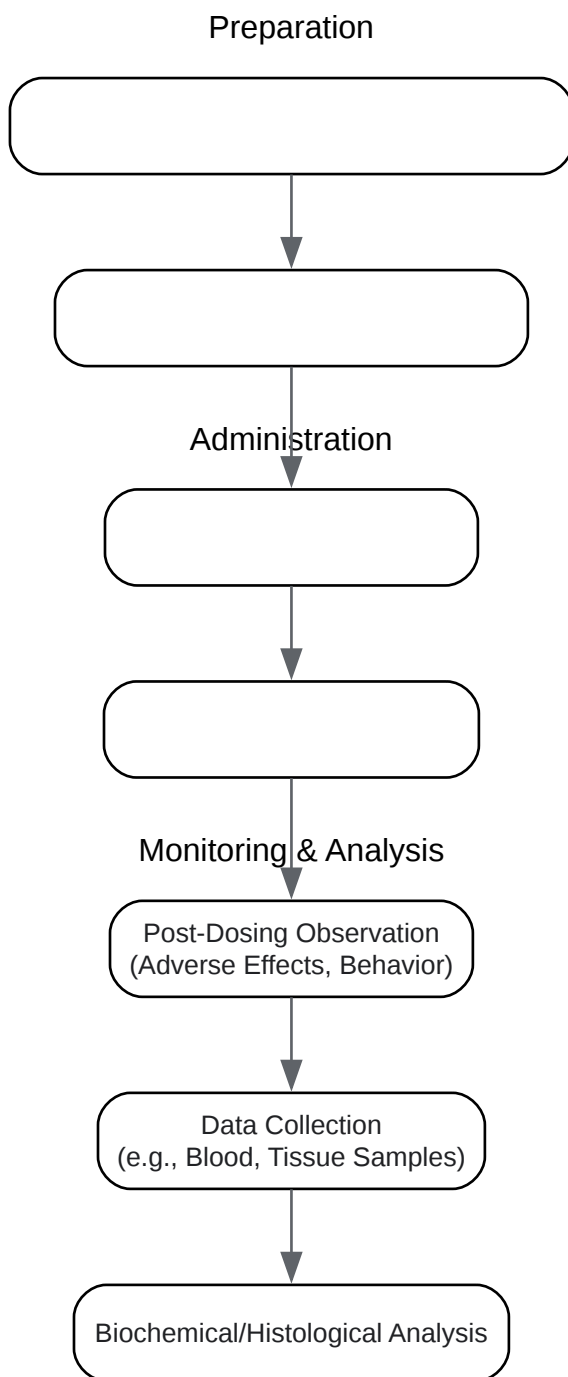 Preparation
Administration
Monitoring & Analysis
Post-Dosing Observation
(Adverse Effects, Behavior)
Data Collection
(e.g., Blood, Tissue Samples)
Biochemical/Histological Analysis